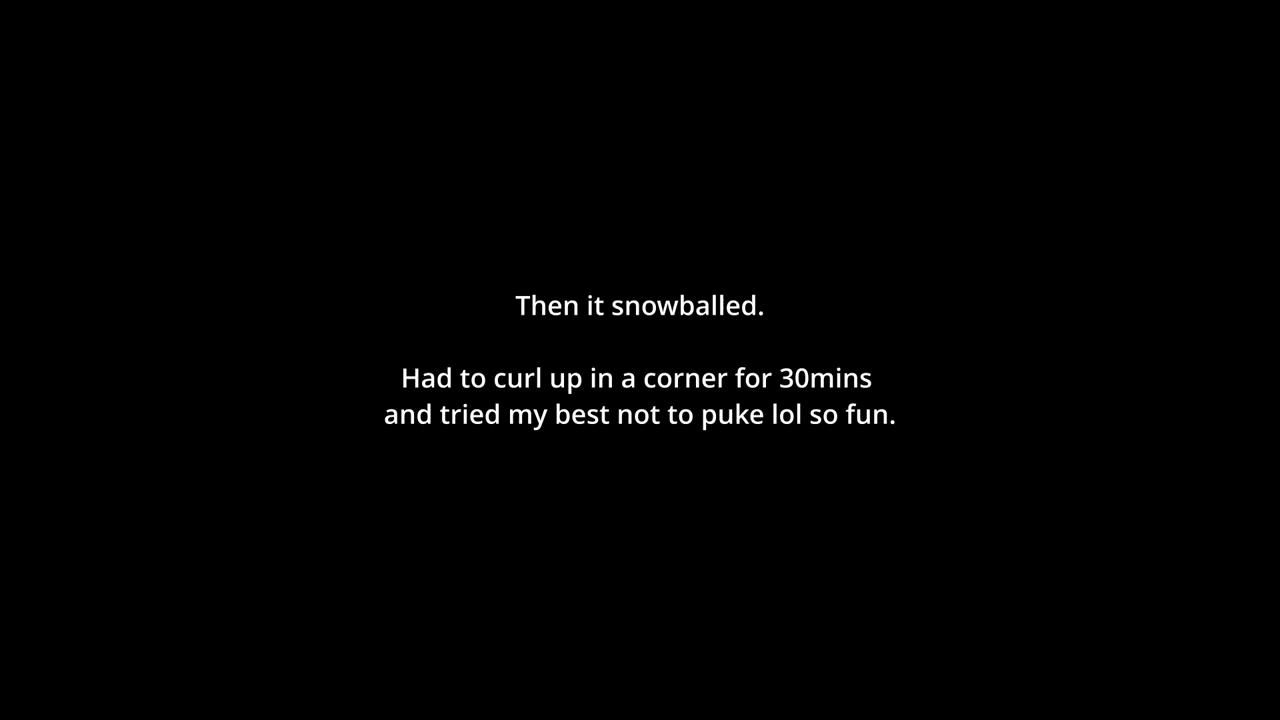 Then it snowballed.
Had to curl up in a corner for 30mins
and tried my best not to puke lol so fun.